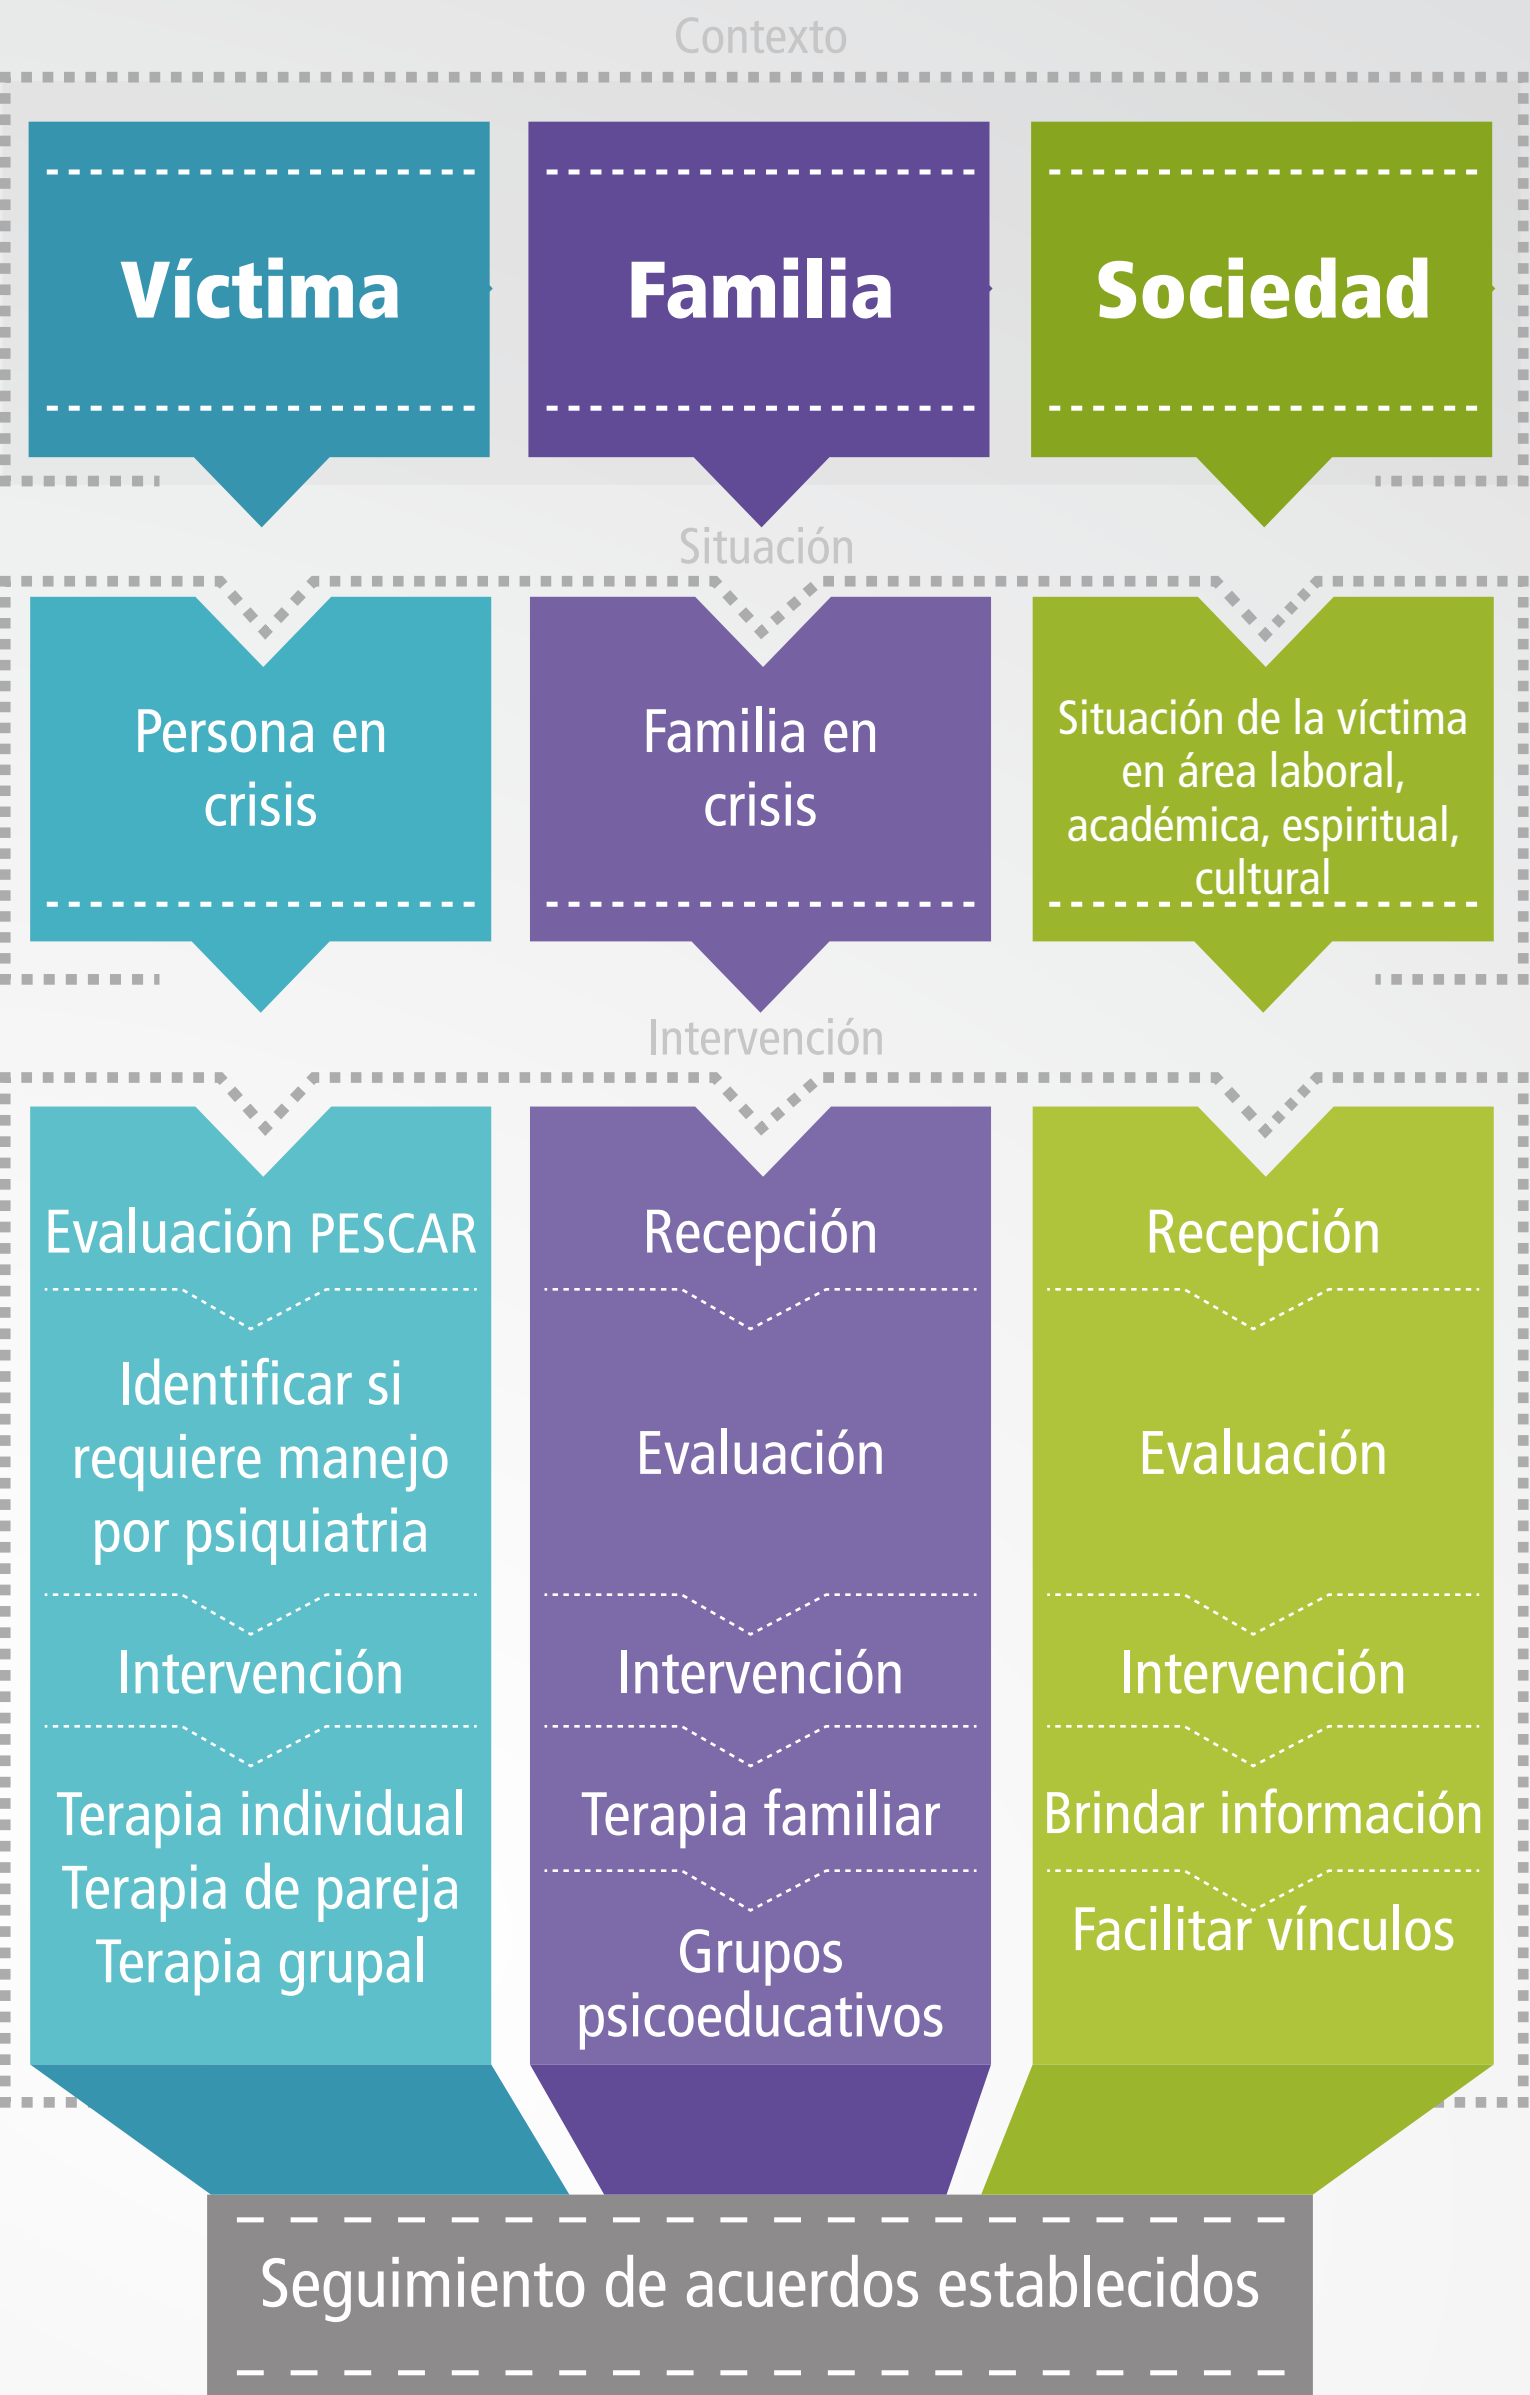 Contexto
Víctima
Familia
Sociedad
Situación
Persona en
crisis
Familia en
crisis
Situación de la víctima
en área laboral,
académica, espiritual,
cultural
Intervención
Evaluación PESCAR
Identificar si
requiere manejo
por psiquiatria
Intervención
Terapia individual
Terapia de pareja
Terapia grupal
Recepción
Evaluación
Intervención
Terapia familiar
Grupos
psicoeducativos
Recepción
Evaluación
Intervención
Brindar información
Facilitar vínculos
Seguimiento de acuerdos establecidos